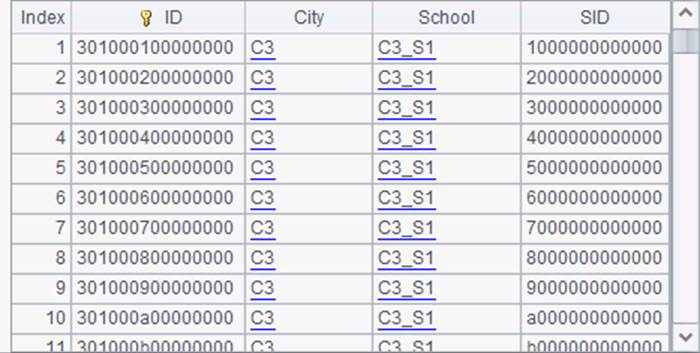 Index ID City School SID
1 301000100000000 C3 C3_S1 1000000000000
2 301000200000000 C3 C3_S1 2000000000000
3 301000300000000 C3 C3_S1 3000000000000
4 301000400000000 C3 C3_S1 4000000000000
5 301000500000000 C3 C3_S1 5000000000000
6 301000600000000 C3 C3_S1 6000000000000
7 301000700000000 C3 C3_S1 7000000000000
8 301000800000000 C3 C3_S1 8000000000000
9 301000900000000 C3 C3_S1 9000000000000
10 301000a00000000 C3 C3_S1 a000000000000
11 301000b00000000 C3 C3_S1 b000000000000